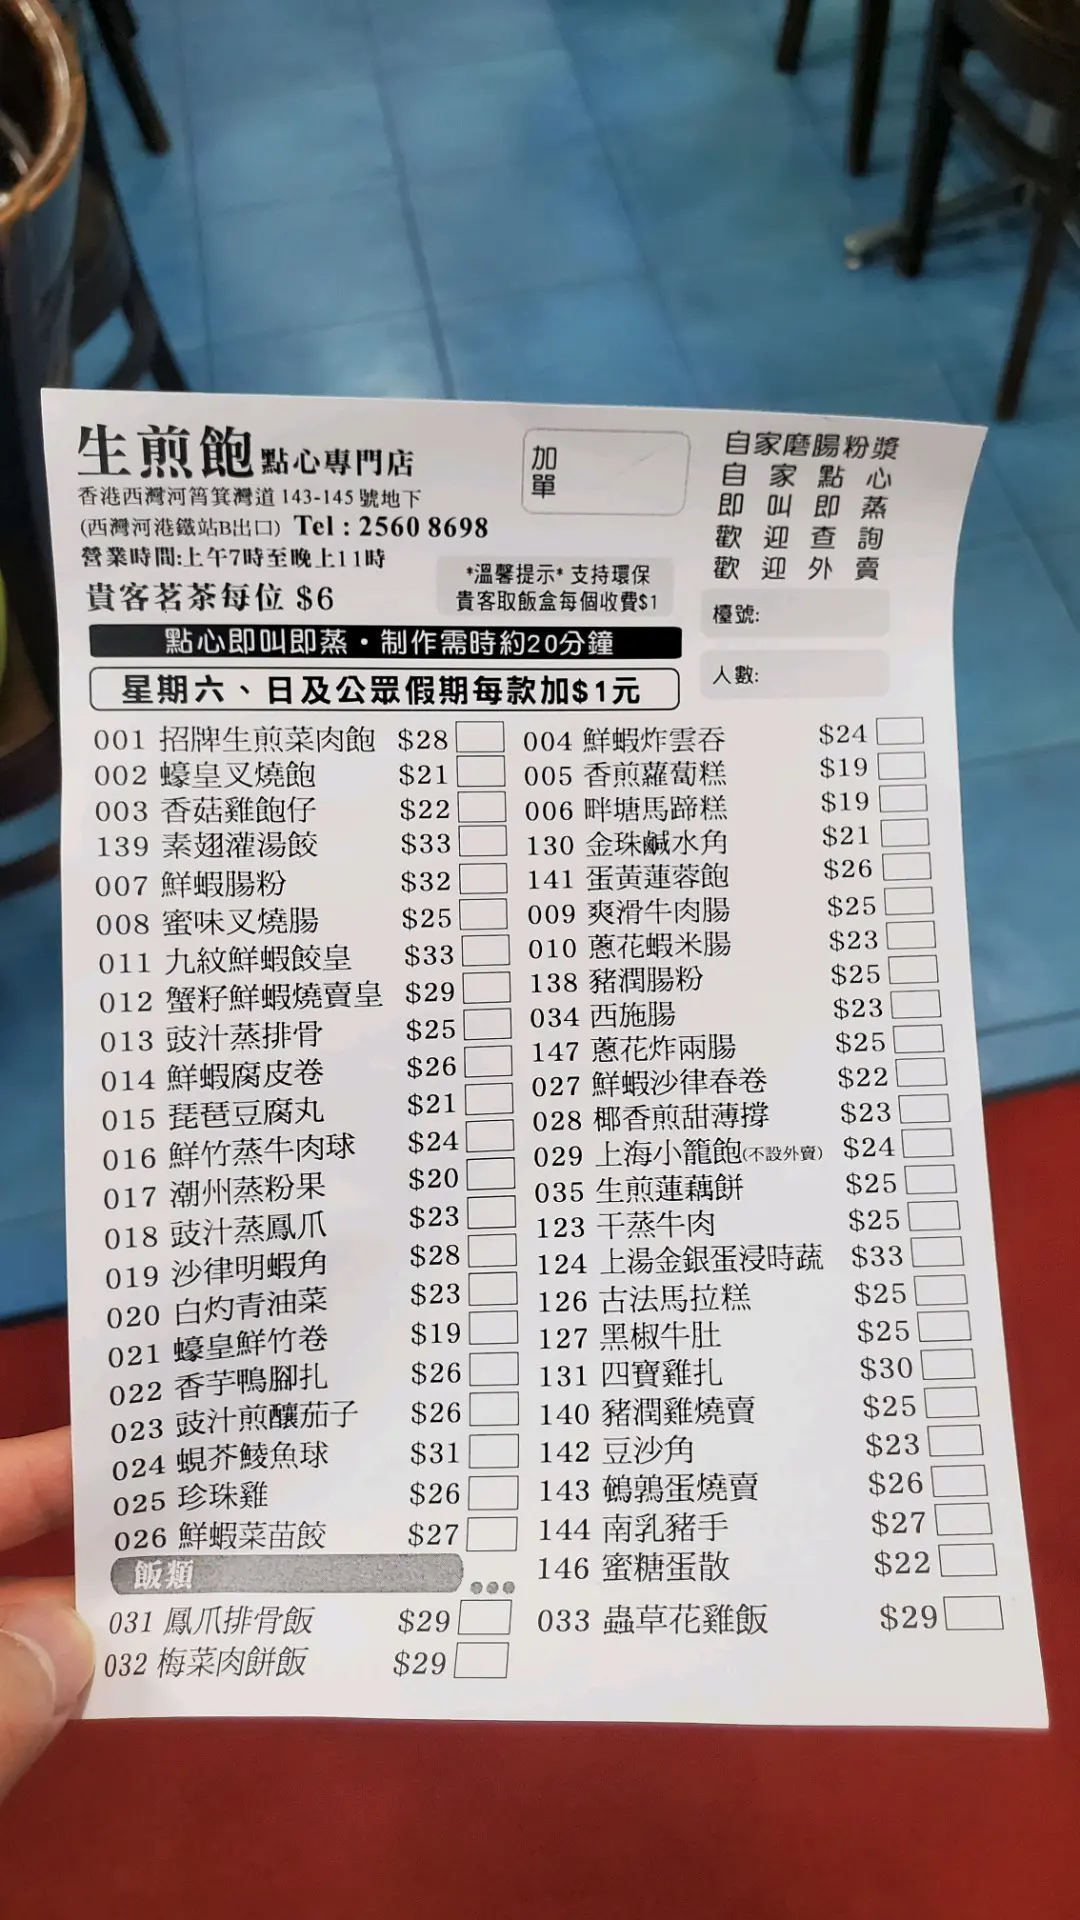 生煎飽點心專門店
香港西灣河筲箕灣道143-145號地下
(西灣河港鐵站B出口) Tel : 2560 8698
營業時間:上午7時至晚上11時
貴客茗茶每位 $6
加單
*溫馨提示* 支持環保
貴客取飯盒每個收費$1
自家磨腸粉漿
自家點心
即叫即蒸
歡迎查詢
歡迎外賣
檯號:
人數:
點心即叫即蒸・制作需時約20分鐘
星期六、日及公眾假期每款加$1元
001 招牌生煎菜肉飽 $28
002 蠔皇叉燒飽 $21
003 香菇雞飽仔 $22
139 素翅灌湯餃 $33
007 鮮蝦腸粉 $32
008 蜜味叉燒腸 $25
011 九紋鮮蝦餃皇 $33
012 蟹籽鮮蝦燒賣皇 $29
013 豉汁蒸排骨 $25
014 鮮蝦腐皮卷 $26
015 琵琶豆腐丸 $21
016 鮮竹蒸牛肉球 $24
017 潮州蒸粉果 $20
018 豉汁蒸鳳爪 $23
019 沙律明蝦角 $28
020 白灼青油菜 $23
021 蠔皇鮮竹卷 $19
022 香芋鴨腳扎 $26
023 豉汁煎釀茄子 $26
024 蜆芥鯪魚球 $31
025 珍珠雞 $26
026 鮮蝦菜苗餃 $27
004 鮮蝦炸雲吞 $24
005 香煎蘿蔔糕 $19
006 畔塘馬蹄糕 $19
130 金珠鹹水角 $21
141 蛋黃蓮蓉飽 $26
009 爽滑牛肉腸 $25
010 蔥花蝦米腸 $23
138 豬潤腸粉 $25
034 西施腸 $23
147 蔥花炸兩腸 $25
027 鮮蝦沙律春卷 $22
028 椰香煎甜薄撐 $23
029 上海小籠飽(不設外賣) $24
035 生煎蓮藕餅 $25
123 干蒸牛肉 $25
124 上湯金銀蛋浸時蔬 $33
126 古法馬拉糕 $25
127 黑椒牛肚 $25
131 四寶雞扎 $30
140 豬潤雞燒賣 $25
142 豆沙角 $23
143 鵪鶉蛋燒賣 $26
144 南乳豬手 $27
146 蜜糖蛋散 $22
飯類
031 鳳爪排骨飯 $29
032 梅菜肉餅飯 $29
033 蟲草花雞飯 $29